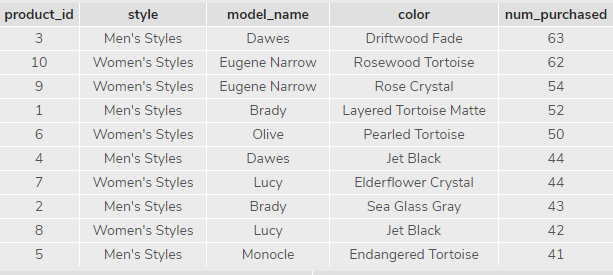 product_id style model_name color num_purchased
3 Men's Styles Dawes Driftwood Fade 63
10 Women's Styles Eugene Narrow Rosewood Tortoise 62
9 Women's Styles Eugene Narrow Rose Crystal 54
1 Men's Styles Brady Layered Tortoise Matte 52
6 Women's Styles Olive Pearled Tortoise 50
4 Men's Styles Dawes Jet Black 44
7 Women's Styles Lucy Elderflower Crystal 44
2 Men's Styles Brady Sea Glass Gray 43
8 Women's Styles Lucy Jet Black 42
5 Men's Styles Monocle Endangered Tortoise 41